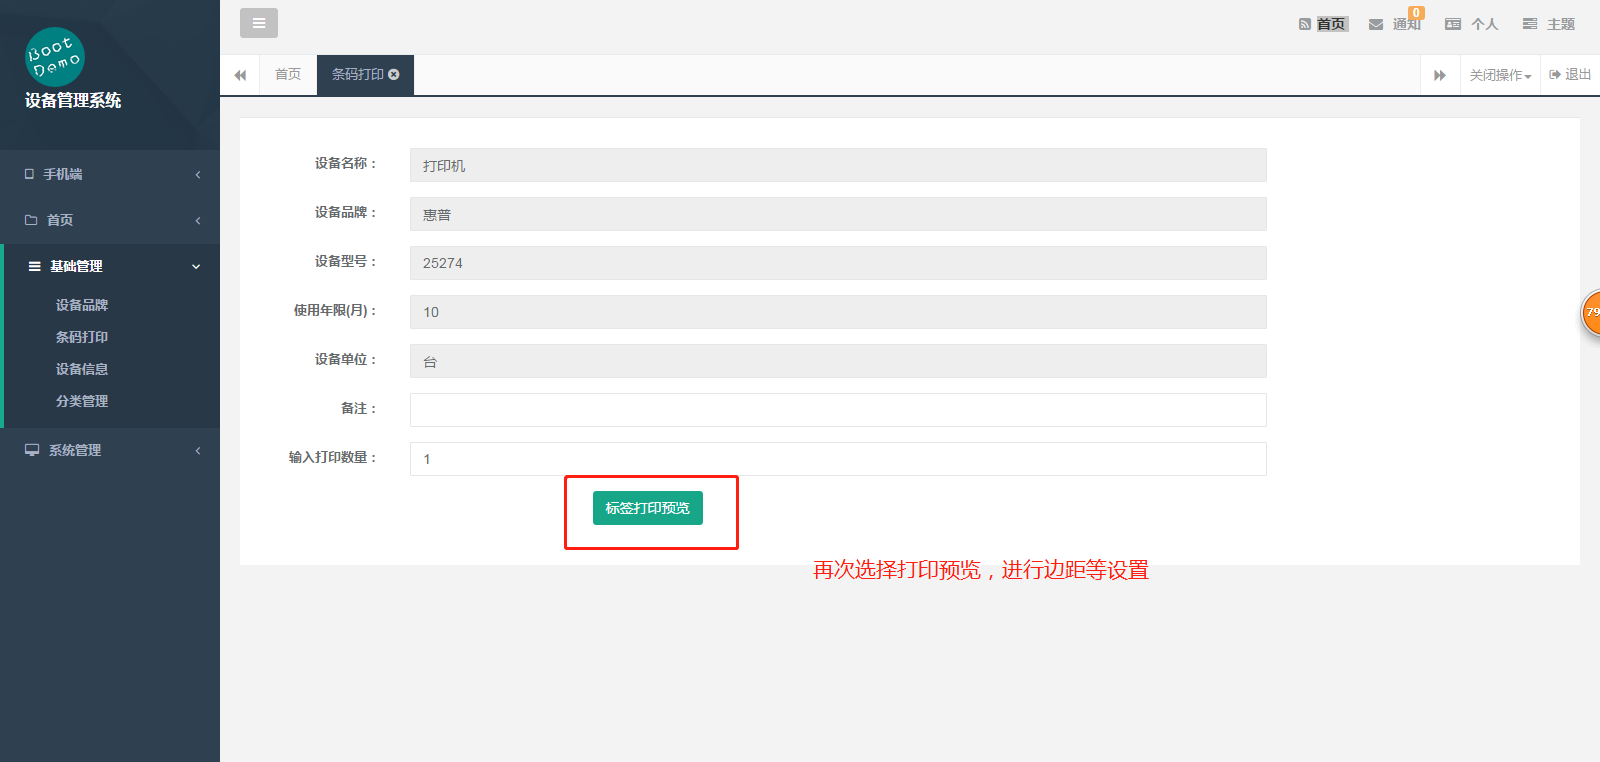 Boot
Demo
设备管理系统
手机端
首页
基础管理
设备品牌
条码打印
设备信息
分类管理
系统管理
首页
通知
0
个人
主题
首页
条码打印
关闭操作
退出
设备名称：
打印机
设备品牌：
惠普
设备型号：
25274
使用年限(月)：
10
设备单位：
台
备注：
输入打印数量：
1
标签打印预览
再次选择打印预览，进行边距等设置
79